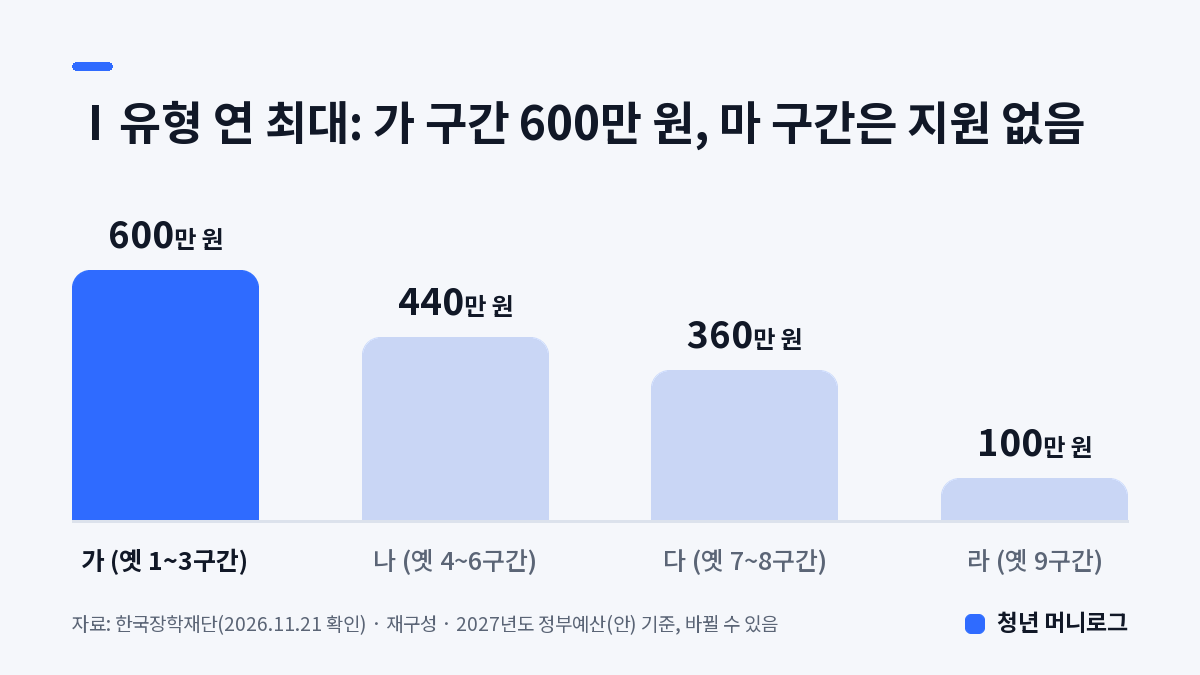 Ⅰ 유형 연 최대: 가 구간 600만 원, 마 구간은 지원 없음
600만 원
440만 원
360만 원
100만 원
가 (옛 1~3구간)
나 (옛 4~6구간)
다 (옛 7~8구간)
라 (옛 9구간)
자료: 한국장학재단(2026.11.21 확인) · 재구성 · 2027년도 정부예산(안) 기준, 바뀔 수 있음
청년 머니로그